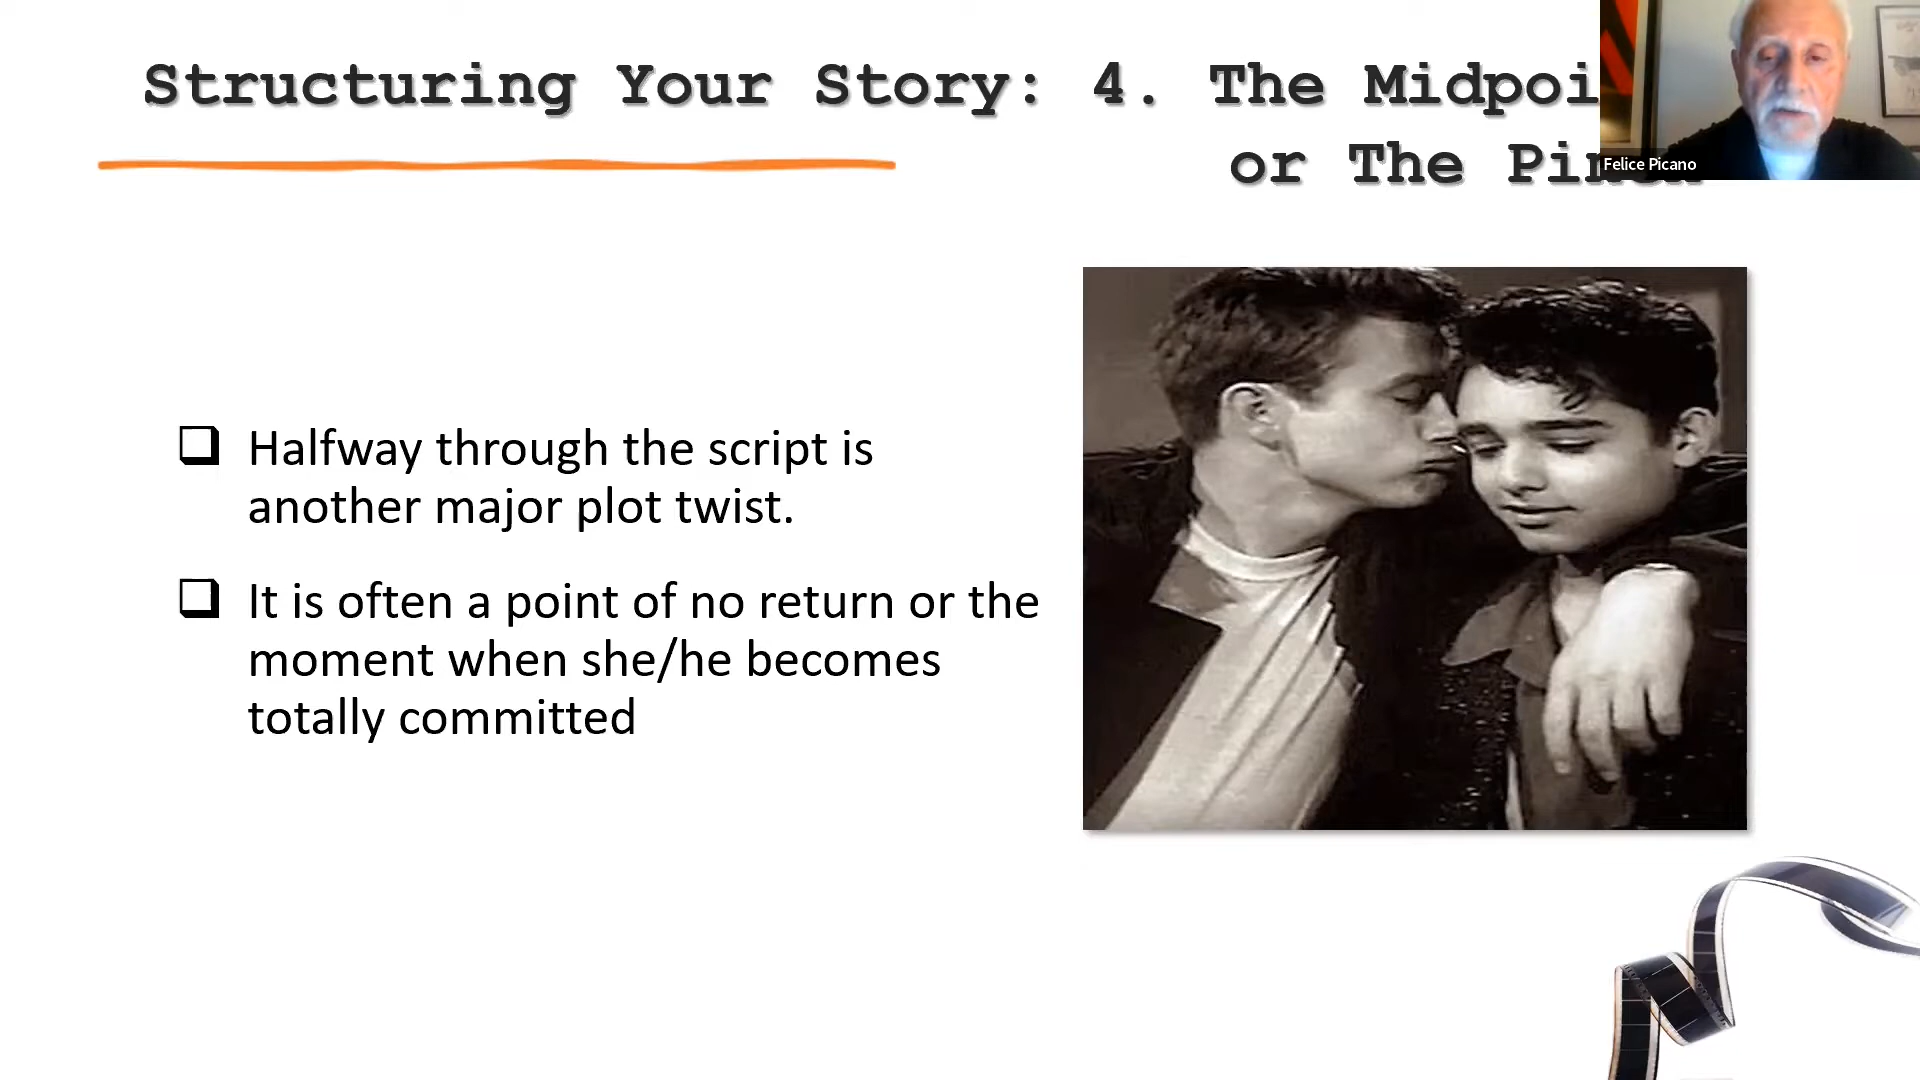 Structuring Your Story: 4. The Midpoi
or The Pinch
Felice Picano
Halfway through the script is
another major plot twist.
It is often a point of no return or the
moment when she/he becomes
totally committed